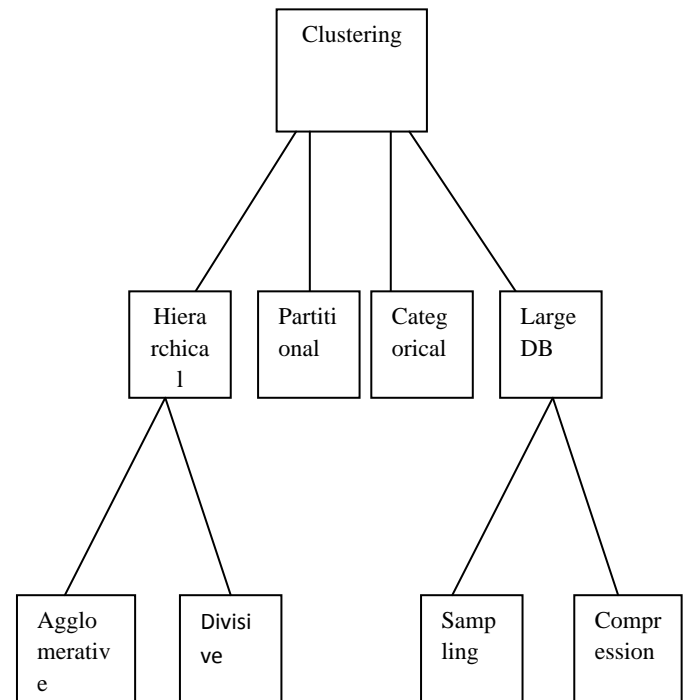 Clustering
Hiera
rchica
l
Partiti
onal
Categ
orical
Large
DB
Agglo
merativ
e
Divisi
ve
Samp
ling
Compr
ession